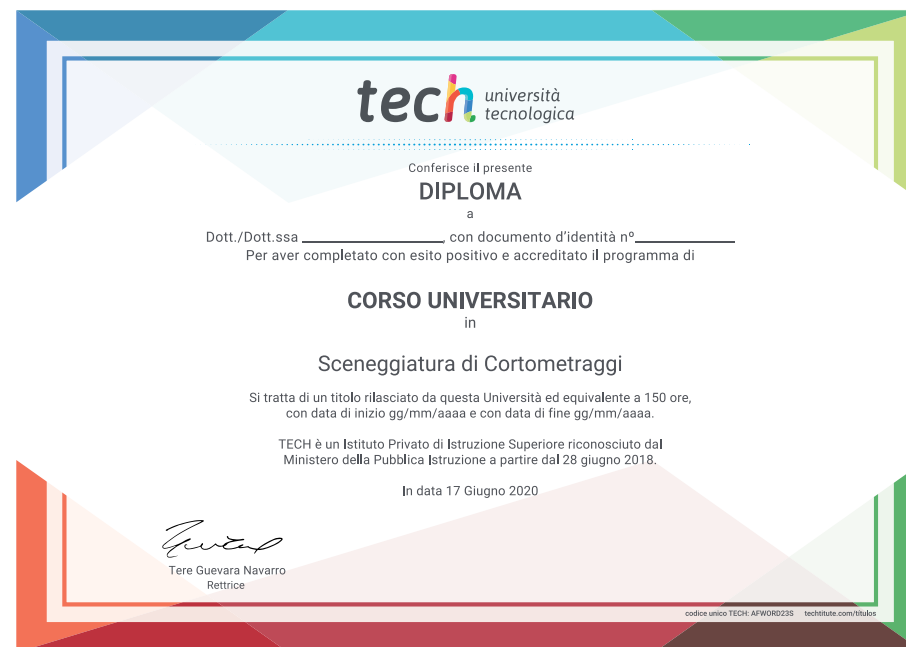 tech università
tecnologica
Conferisce il presente
DIPLOMA
a
Dott./Dott.ssa ____________________, con documento d'identità nº______________
Per aver completato con esito positivo e accreditato il programma di
CORSO UNIVERSITARIO
in
Sceneggiatura di Cortometraggi
Si tratta di un titolo rilasciato da questa Università ed equivalente a 150 ore,
con data di inizio gg/mm/aaaa e con data di fine gg/mm/aaaa.
TECH è un Istituto Privato di Istruzione Superiore riconosciuto dal
Ministero della Pubblica Istruzione a partire dal 28 giugno 2018.
In data 17 Giugno 2020
Tere Guevara Navarro
Rettrice
codice unico TECH: AFWORD23S techtitute.com/titulos